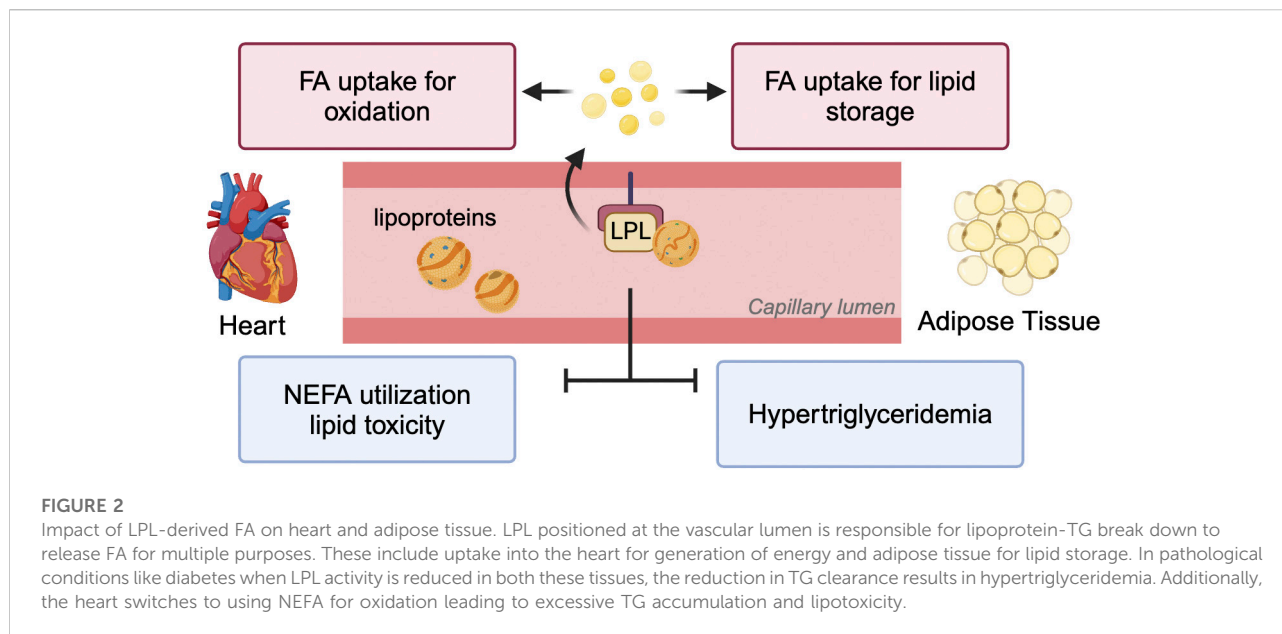 FA uptake for
oxidation
FA uptake for lipid
storage
lipoproteins
LPL
Capillary lumen
Heart
Adipose Tissue
NEFA utilization
lipid toxicity
Hypertriglyceridemia
FIGURE 2
Impact of LPL-derived FA on heart and adipose tissue. LPL positioned at the vascular lumen is responsible for lipoprotein-TG break down to
release FA for multiple purposes. These include uptake into the heart for generation of energy and adipose tissue for lipid storage. In pathological
conditions like diabetes when LPL activity is reduced in both these tissues, the reduction in TG clearance results in hypertriglyceridemia. Additionally,
the heart switches to using NEFA for oxidation leading to excessive TG accumulation and lipotoxicity.